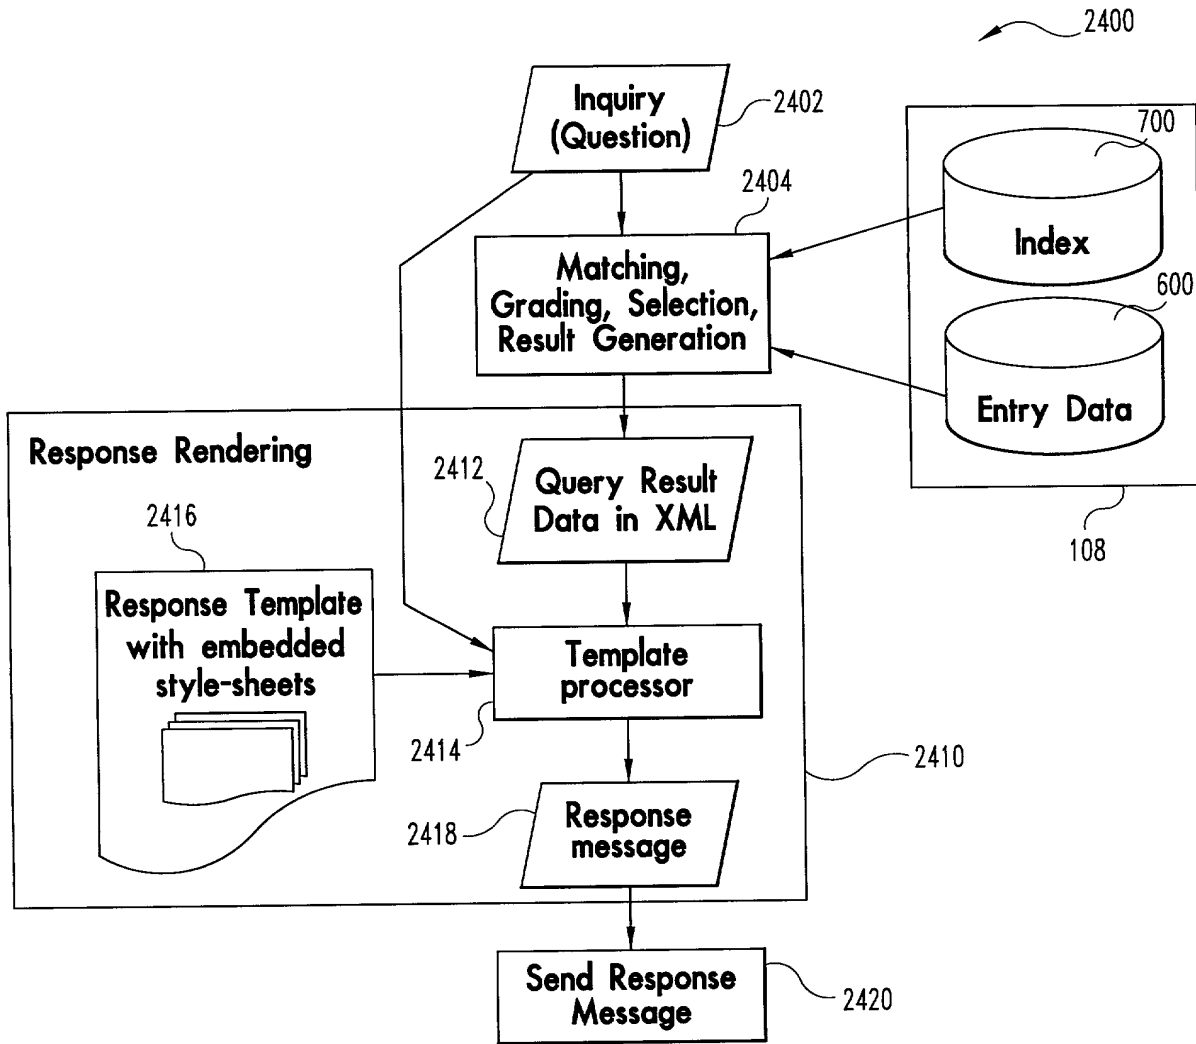 2400
Inquiry
(Question)
2402
700
Index
2404
Matching,
Grading, Selection,
Result Generation
600
Entry Data
108
Response Rendering
2412
Query Result
Data in XML
2416
Response Template
with embedded
style-sheets
Template
processor
2414
2410
2418
Response
message
Send Response
Message
2420